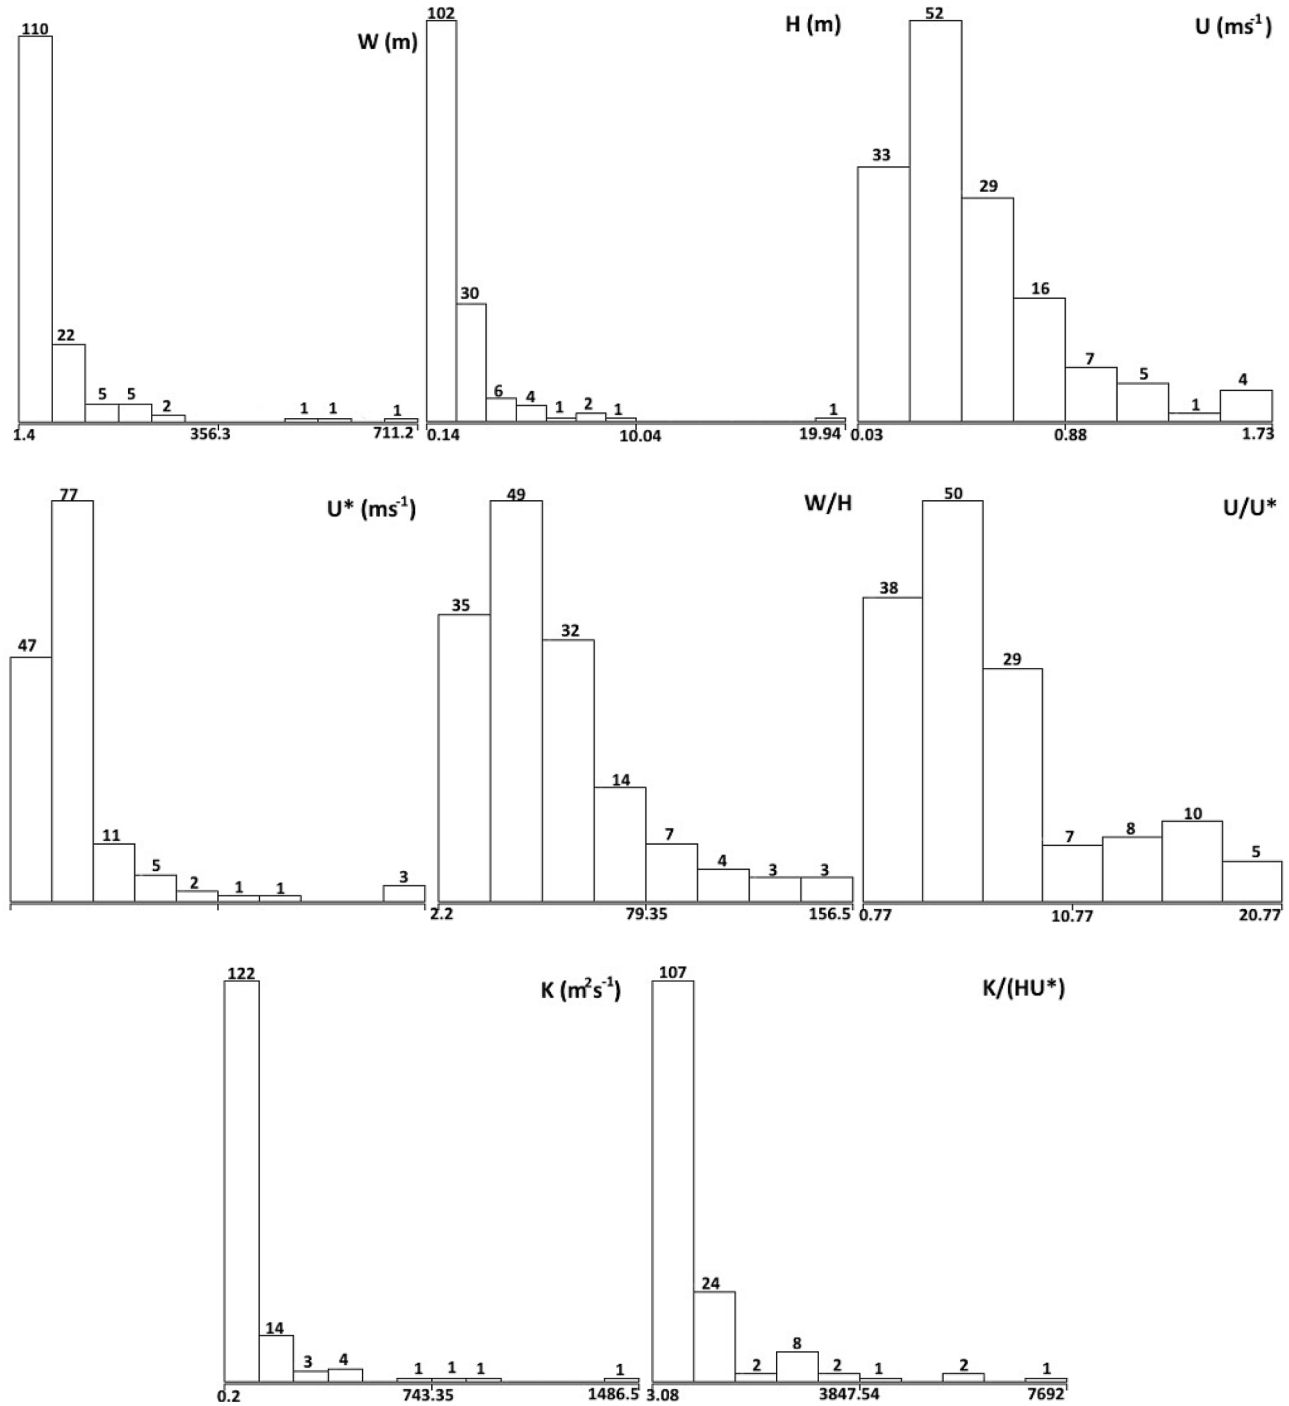 110
W (m)
22
5 5 2 1 1 1
1.4 356.3 711.2
102
H (m)
30
6 4 1 2 1 1
0.14 10.04 19.94
52
U (ms⁻¹)
33
29
16
7
5
1
4
0.03 0.88 1.73
77
U* (ms⁻¹)
47
11
5
2 1 1 3
49
W/H
35
32
14
7
4 3 3
2.2 79.35 156.5
50
U/U*
38
29
7 8 10
5
0.77 10.77 20.77
122
K (m²s⁻¹)
14
3 4 1 1 1 1
0.2 743.35 1486.5
107
K/(HU*)
24
2 8 2 1 2 1
3.08 3847.54 7692